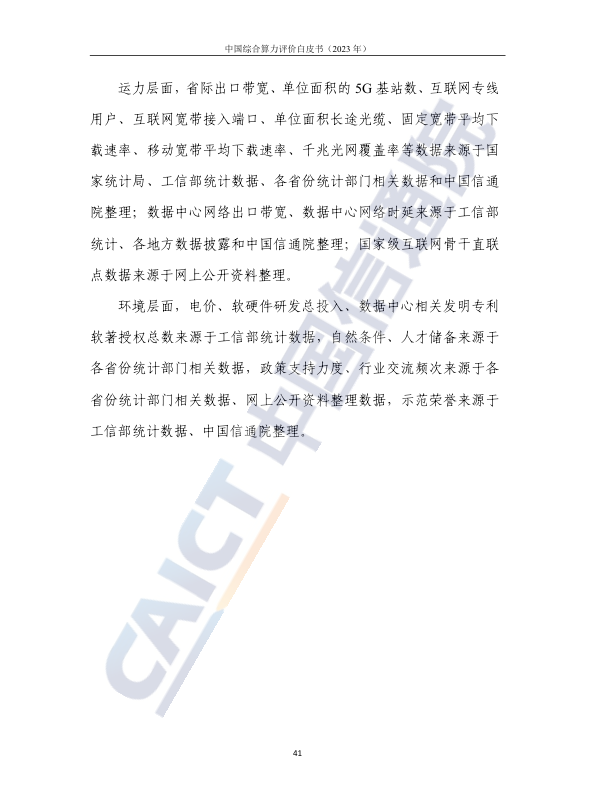 中国综合算力评价白皮书（2023 年）
运力层面，省际出口带宽、单位面积的 5G 基站数、互联网专线
用户、互联网宽带接入端口、单位面积长途光缆、固定宽带平均下
载速率、移动宽带平均下载速率、千兆光网覆盖率等数据来源于国
家统计局、工信部统计数据、各省份统计部门相关数据和中国信通
院整理；数据中心网络出口带宽、数据中心网络时延来源于工信部
统计、各地方数据披露和中国信通院整理；国家级互联网骨干直联
点数据来源于网上公开资料整理。
环境层面，电价、软硬件研发总投入、数据中心相关发明专利
软著授权总数来源于工信部统计数据，自然条件、人才储备来源于
各省份统计部门相关数据，政策支持力度、行业交流频次来源于各
省份统计部门相关数据、网上公开资料整理数据，示范荣誉来源于
工信部统计数据、中国信通院整理。
CAICT 中国信通院
41